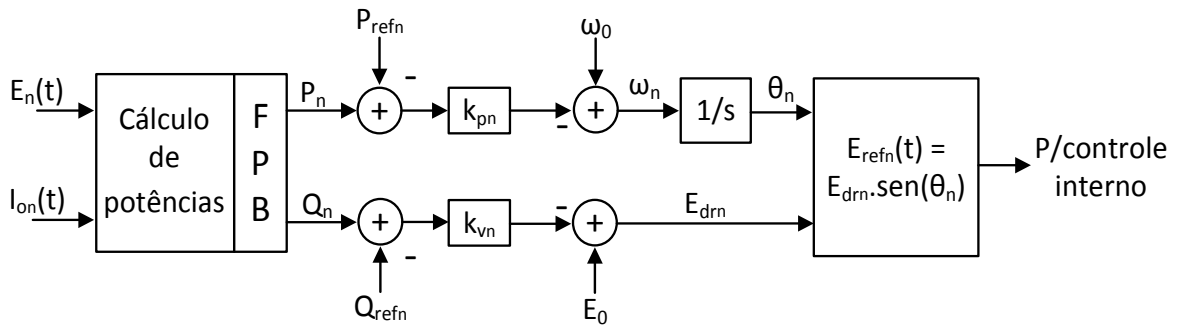 P_refn
ω_0
E_n(t)
I_on(t)
Cálculo
de
potências
F
P
B
P_n
Q_n
+
-
k_pn
-
+
ω_n
1/s
θ_n
+
-
Q_refn
k_vn
-
+
E_0
E_drn
E_refn(t) =
E_drn.sen(θ_n)
P/controle
interno